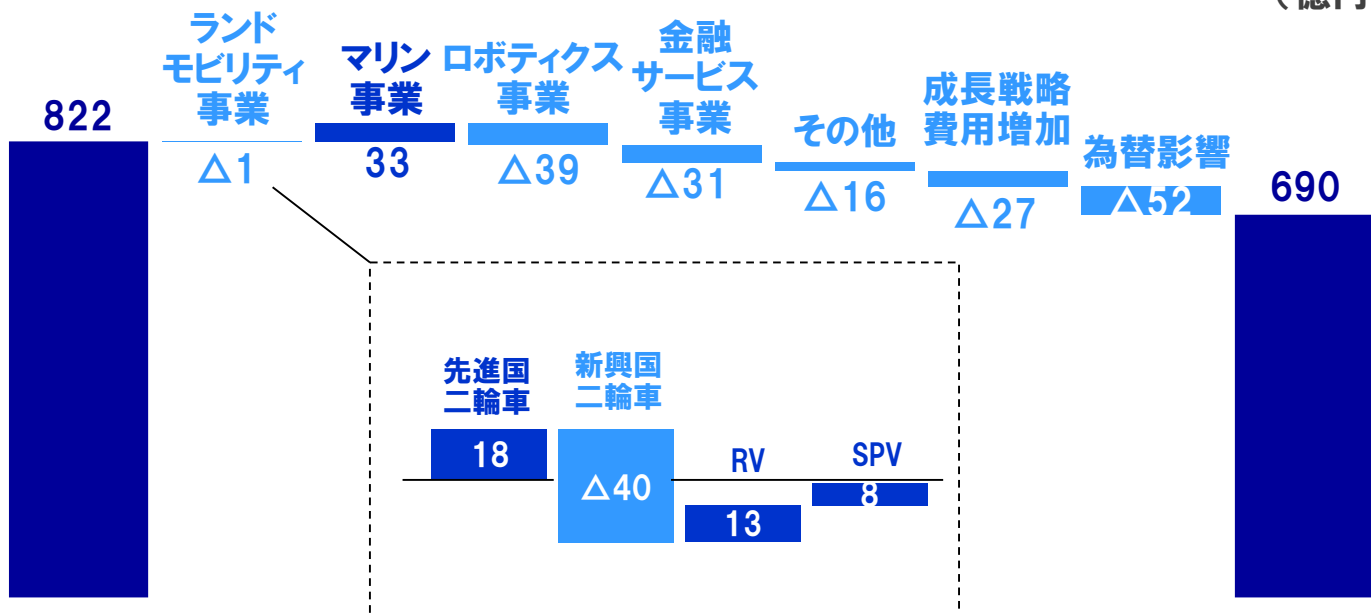 (億円
822
ランド
モビリティ
事業
△1
マリン
事業
33
ロボティクス
事業
△39
金融
サービス
事業
△31
その他
△16
成長戦略
費用増加
△27
為替影響
△52
690
先進国
二輪車
18
新興国
二輪車
△40
RV
13
SPV
8